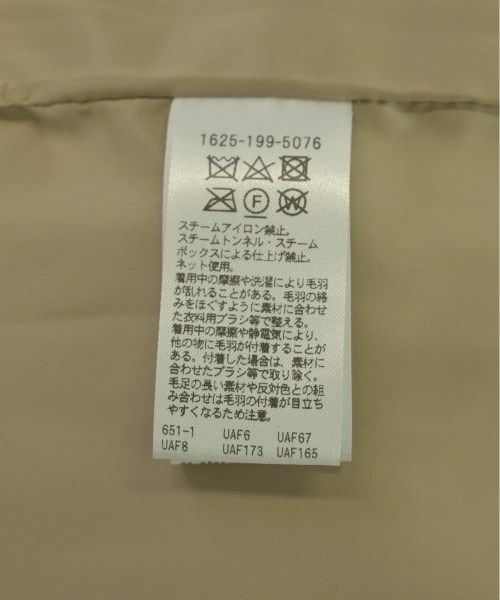 1625-199-5076
F
W
スチームアイロン禁止。
スチームトンネル・スチーム
ボックスによる仕上げ禁止。
ネット使用。
着用中の摩擦や洗濯により毛羽
が乱れることがある。毛羽の絡
みをほぐすように素材に合わせ
た衣料用ブラシ等で整える。
着用中の摩擦や静電気により、
他の物に毛羽が付着することが
ある。付着した場合は、素材に
合わせたブラシ等で取り除く。
毛足の長い素材や反対色との組
み合わせは毛羽の付着が目立ち
やすくなるため注意。
651-1 UAF6 UAF67
UAF8 UAF173 UAF165